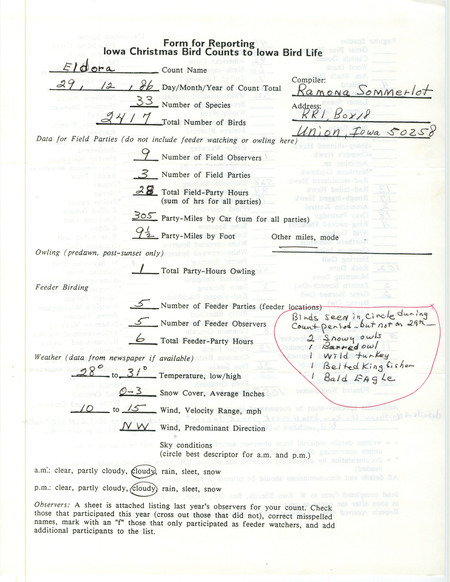 Form for Reporting
Iowa Christmas Bird Counts to Iowa Bird Life
Eldora Count Name
29, 12, 86 Day/Month/Year of Count Total
33 Number of Species
2417 Total Number of Birds
Compiler:
Ramona Sommerlot
Address:
RR1, Box 18
Union, Iowa 50258
Data for Field Parties (do not include feeder watching or owling here)
9 Number of Field Observers
3 Number of Field Parties
28 Total Field-Party Hours
(sum of hrs for all parties)
305 Party-Miles by Car (sum for all parties)
9½ Party-Miles by Foot Other miles, mode
Owling (predawn, post-sunset only)
1 Total Party-Hours Owling
Feeder Birding
5 Number of Feeder Parties (feeder locations)
5 Number of Feeder Observers
6 Total Feeder-Party Hours
Birds seen in circle during
Count period - but not on 29th
2 Snowy owls
1 Barred owl
1 Wild turkey
1 Belted Kingfisher
1 Bald Eagle
Weather (data from newspaper if available)
28° to 31° Temperature, low/high
0-3 Snow Cover, Average Inches
10 to 15 Wind, Velocity Range, mph
NW Wind, Predominant Direction
Sky conditions
(circle best descriptor for a.m. and p.m.)
a.m.: clear, partly cloudy, cloudy, rain, sleet, snow
p.m.: clear, partly cloudy, cloudy, rain, sleet, snow
Observers: A sheet is attached listing last year's observers for your count. Check
those that participated this year (cross out those that did not), correct misspelled
names, mark with an "f" those that only participated as feeder watchers, and add
additional participants to the list.